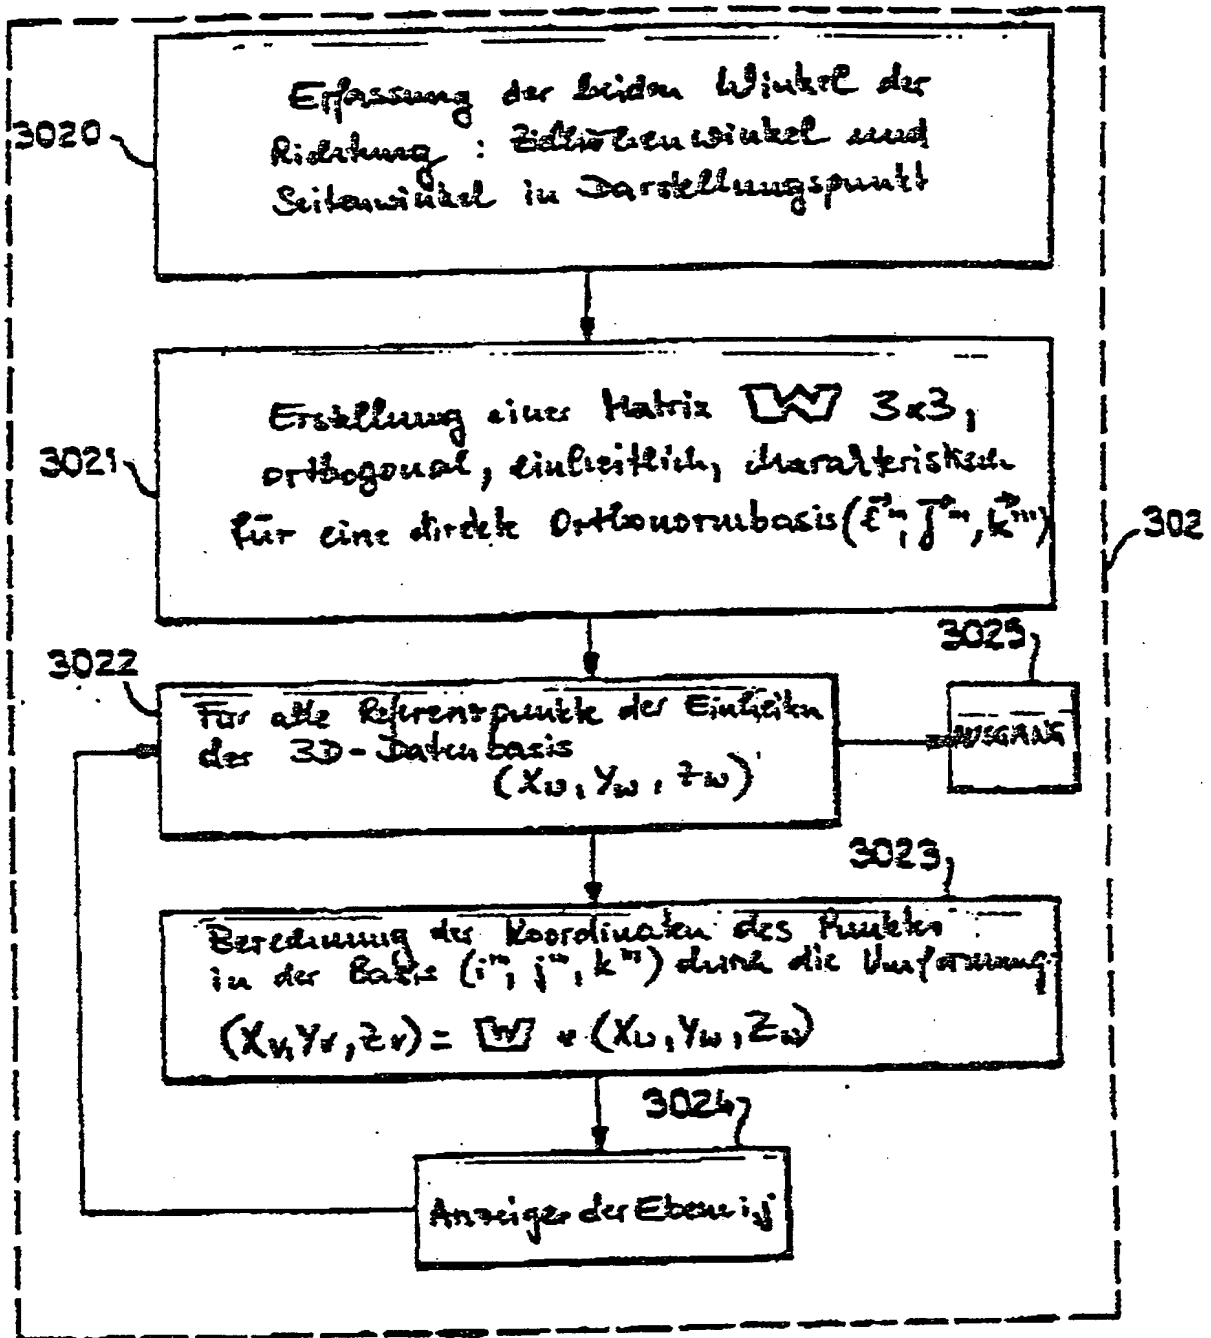 3020
Erfassung der beiden Winkel der
Richtung : Zielhöhenwinkel und
Seitenwinkel in Darstellungspunkt
3021
Erstellung einer Matrix W 3x3,
orthogonal, einheitlich, charakteristisch
für eine direkte Orthonormbasis (i⃗''', j⃗''', k⃗''')
302
3022
Für alle Referenzpunkte der Einheiten
der 3D-Datenbasis
(Xw, Yw, Zw)
3025
AUSGANG
3023
Berechnung der Koordinaten des Punktes
in der Basis (i''', j''', k''') durch die Umformung:
(Xv, Yv, Zv) = W * (Xw, Yw, Zw)
3024
Anzeigen der Ebene i, j